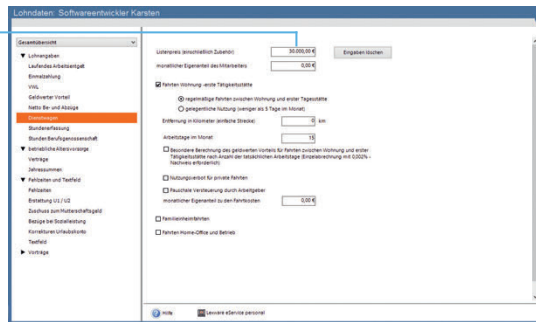 Lohndaten: Softwareentwickler Karsten
Gesamtübersicht
Lohnangaben
Laufendes Arbeitsentgelt
Einmalzahlung
VWL
Geldwerter Vorteil
Netto Be- und Abzüge
Dienstwagen
Stundenerfassung
Stunden Berufsgenossenschaft
betriebliche Altersvorsorge
Verträge
Jahressummen
Fehlzeiten und Textfeld
Fehlzeiten
Erstattung U1 / U2
Zuschuss zum Mutterschaftsgeld
Bezüge bei Sozialleistung
Korrekturen Urlaubskonto
Textfeld
Vorträge
Listenpreis (einschließlich Zubehör) 30.000,00 € Eingaben löschen
monatlicher Eigenanteil des Mitarbeiters 0,00 €
Fahrten Wohnung -erste Tätigkeitsstätte
regelmäßige Fahrten zwischen Wohnung und erster Tagesstätte
gelegentliche Nutzung (weniger als 5 Tage im Monat)
Entfernung in Kilometer (einfache Strecke) 0 km
Arbeitstage im Monat 15
Besondere Berechnung des geldwerten Vorteils für Fahrten zwischen Wohnung und erster
Tätigkeitsstätte nach Anzahl der tatsächlichen Arbeitstage (Einzelberechnung mit 0,002% -
Nachweis erforderlich)
Nutzungsverbot für private Fahrten
Pauschale Versteuerung durch Arbeitgeber
monatlicher Eigenanteil zu den Fahrtkosten 0,00 €
Familienheimfahrten
Fahrten Home-Office und Betrieb
Hilfe Lexware eService personal